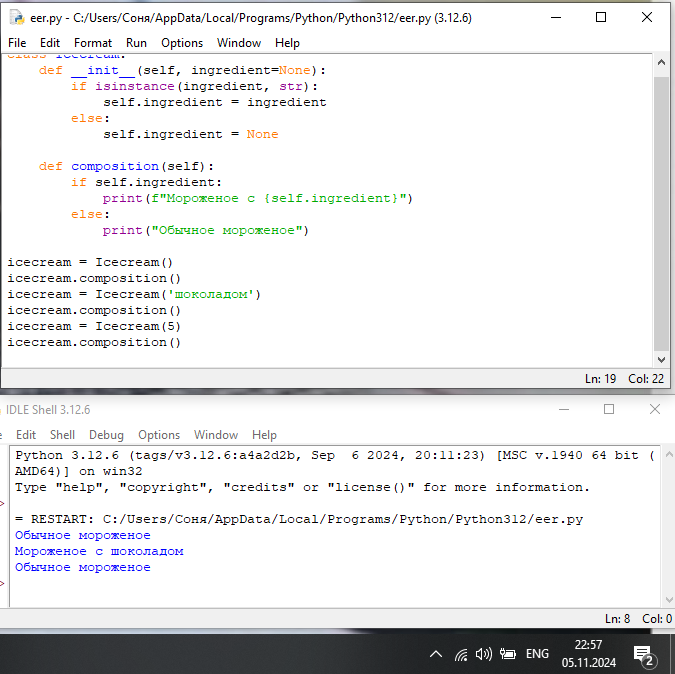 eer.py - C:/Users/Соня/AppData/Local/Programs/Python/Python312/eer.py (3.12.6)
File Edit Format Run Options Window Help
class Icecream:
    def __init__(self, ingredient=None):
        if isinstance(ingredient, str):
            self.ingredient = ingredient
        else:
            self.ingredient = None
    def composition(self):
        if self.ingredient:
            print(f"Мороженое с {self.ingredient}")
        else:
            print("Обычное мороженое")
icecream = Icecream()
icecream.composition()
icecream = Icecream('шоколадом')
icecream.composition()
icecream = Icecream(5)
icecream.composition()
Ln: 19 Col: 22
IDLE Shell 3.12.6
Edit Shell Debug Options Window Help
Python 3.12.6 (tags/v3.12.6:a4a2d2b, Sep  6 2024, 20:11:23) [MSC v.1940 64 bit (
AMD64)] on win32
Type "help", "copyright", "credits" or "license()" for more information.
= RESTART: C:/Users/Соня/AppData/Local/Programs/Python/Python312/eer.py
Обычное мороженое
Мороженое с шоколадом
Обычное мороженое
Ln: 8 Col: 0
ENG
22:57
05.11.2024
2